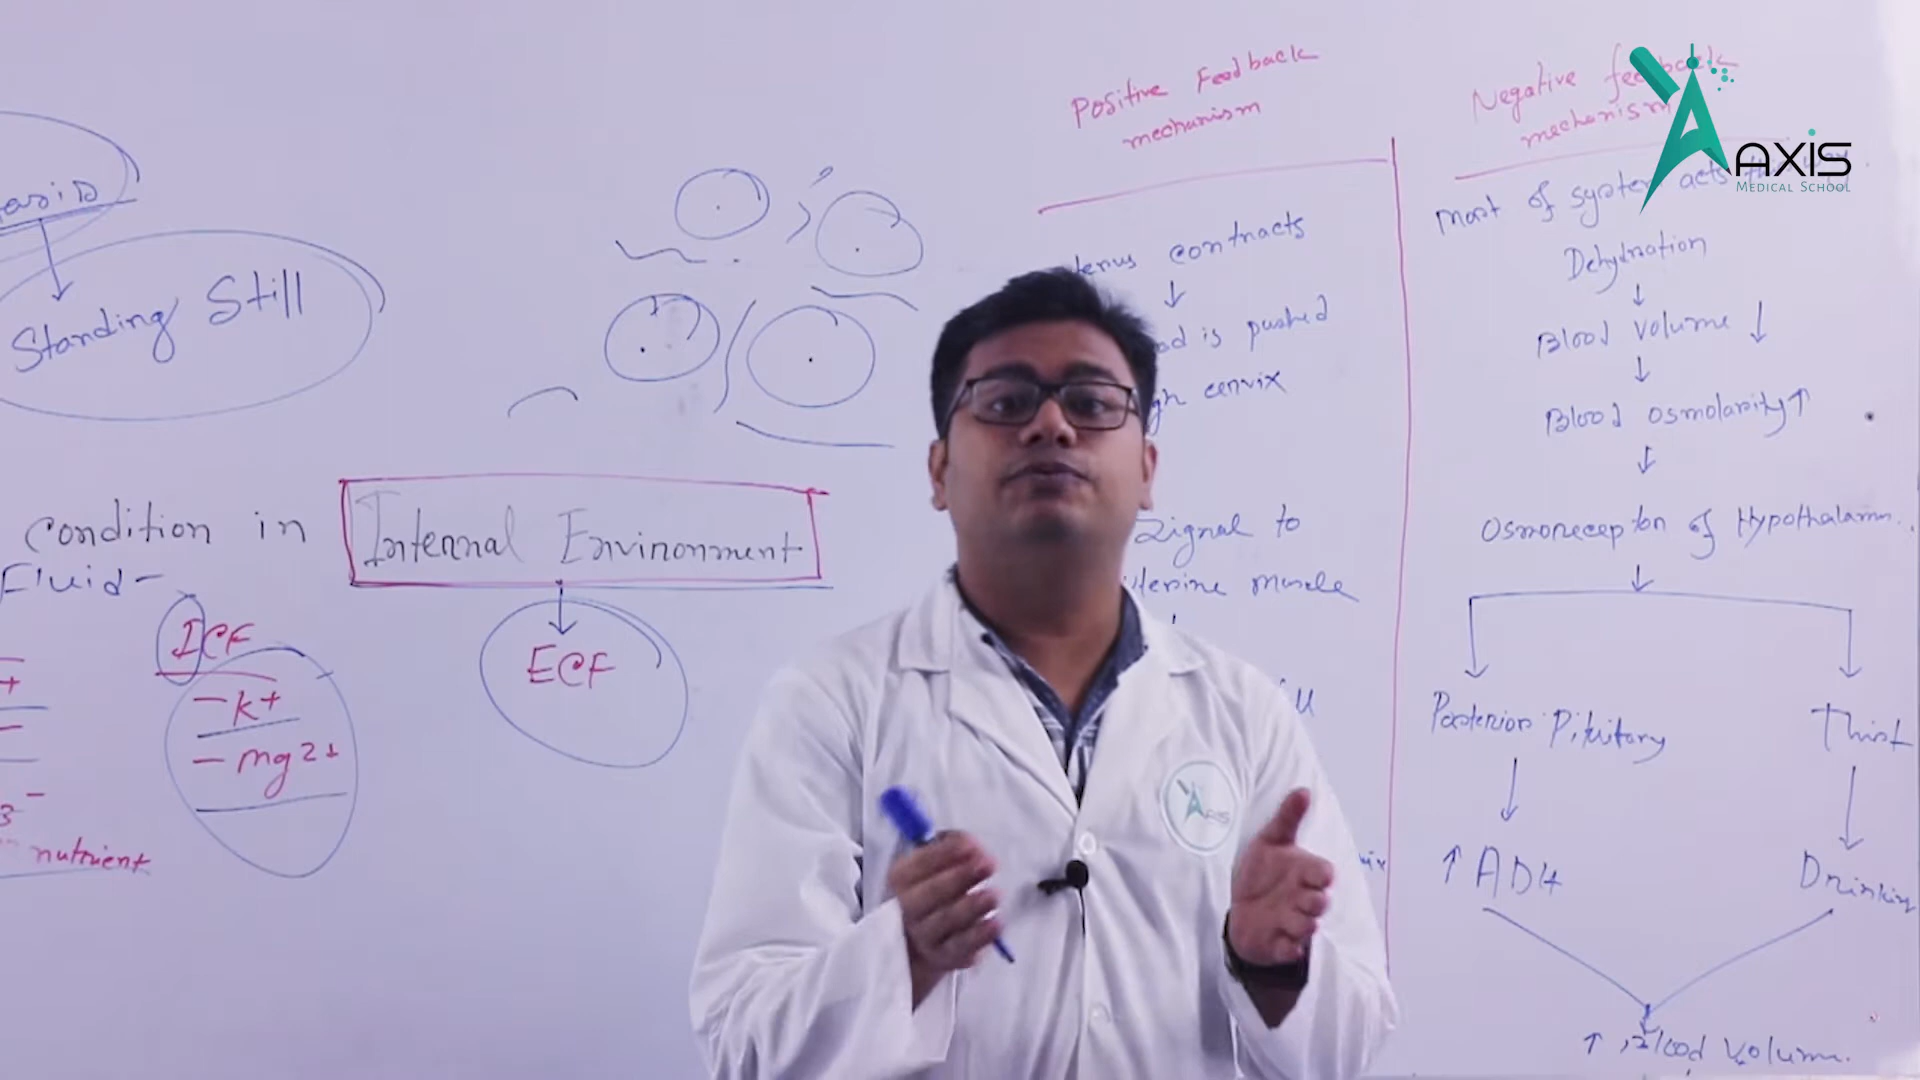 Standing Still
Condition in Internal Environment
Fluid-
ICF
- K+
- mg2+
nutrient
ECF
Positive Feedback
mechanism
contracts
is pushed
cervix
Signal to
uterine muscle
Negative feedback
mechanism
most of system acts
Dehydration
Blood volume ↓
Blood osmolarity ↑
Osmoreceptor of Hypothalamus
Posterior Pituitary
Thirst
↑ ADH
Drinking
↑ Blood volume
AXIS
MEDICAL SCHOOL
AXIS